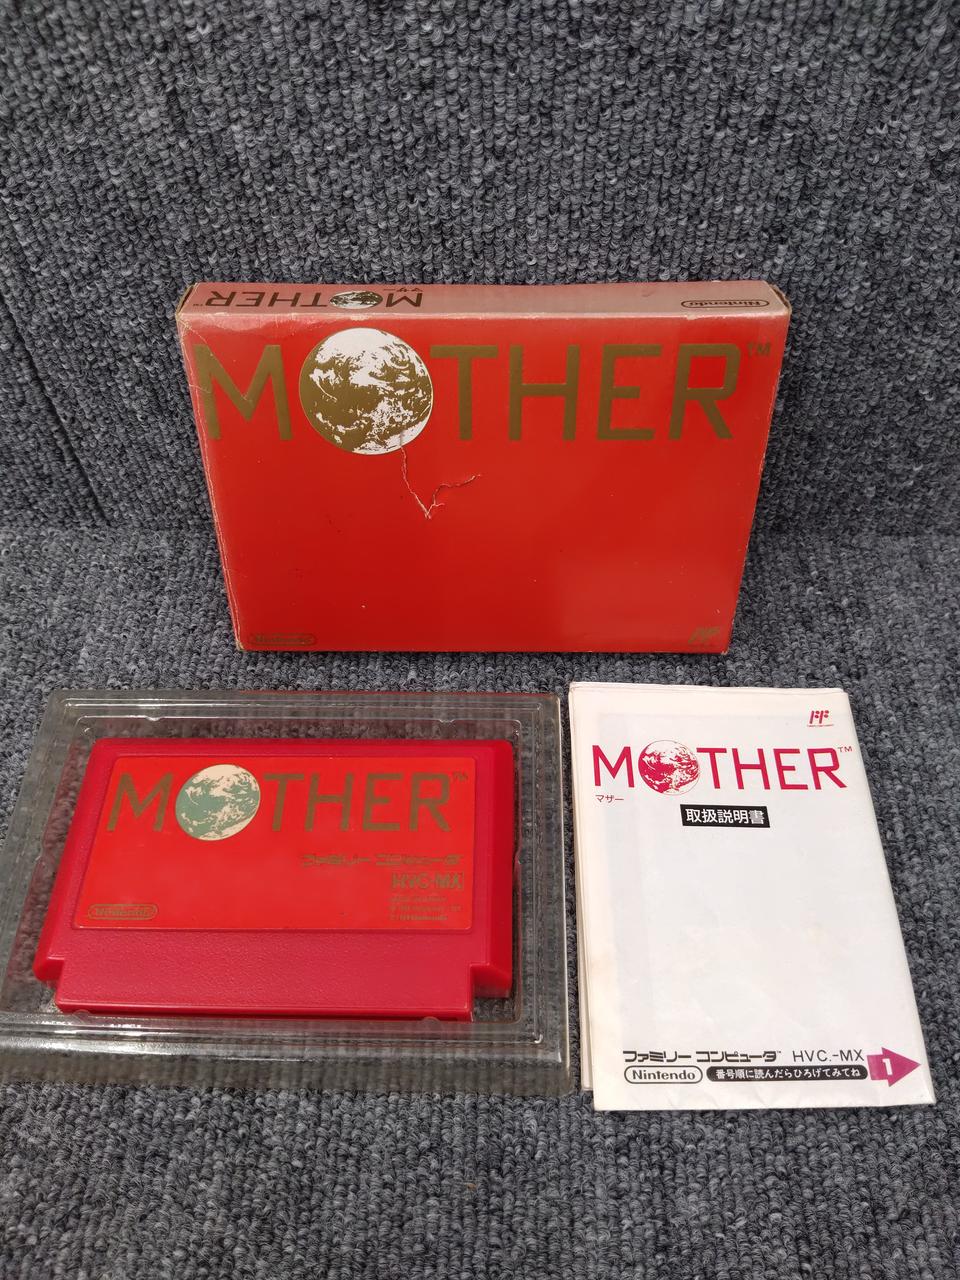 MOTHER™
マザー
Nintendo
MOTHER™
Nintendo
MOTHER™
ファミリー コンピュータ
HVC-MX
Nintendo
MOTHER™
マザー
取扱説明書
ファミリー コンピュータ™ HVC.-MX
Nintendo 番号順に読んだらひろげてみてね 1